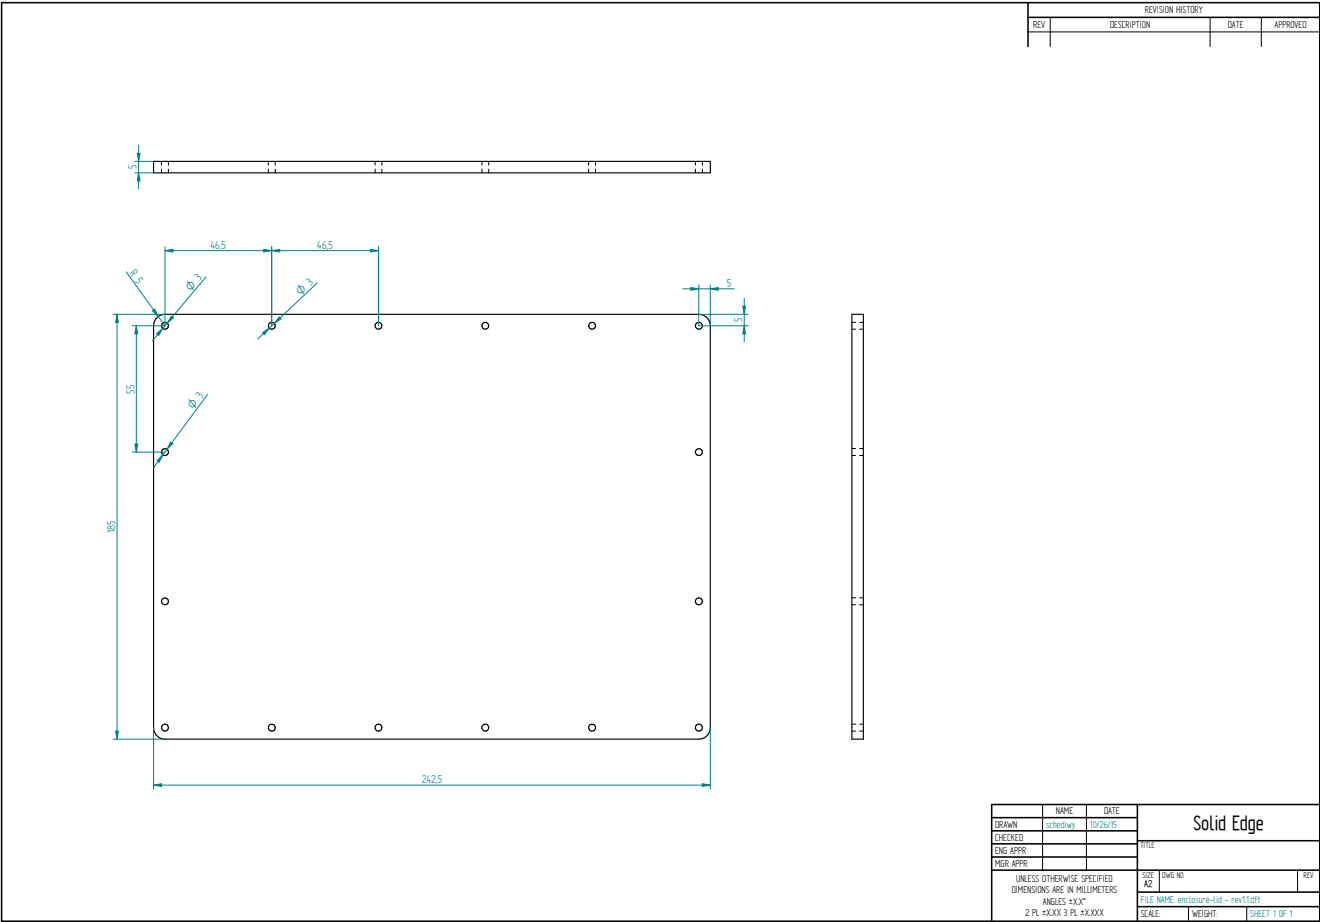 REVISION HISTORY
REV DESCRIPTION DATE APPROVED
5
46,5 46,5
R 5
Ø 3
Ø 3
5
5
55
Ø 3
185
242,5
NAME DATE
DRAWN schediwy 10/26/15
CHECKED
ENG APPR
MGR APPR
Solid Edge
TITLE
UNLESS OTHERWISE SPECIFIED
DIMENSIONS ARE IN MILLIMETERS
ANGLES ±X.X°
2 PL ±X.XX 3 PL ±X.XXX
SIZE DWG NO REV
A2
FILE NAME: enclosure-lid - rev1.1.dft
SCALE: WEIGHT: SHEET 1 OF 1